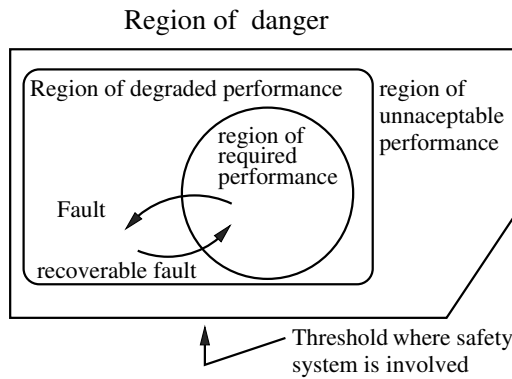 Region of danger
Region of degraded performance
region of
unnaceptable
performance
region of
required
performance
Fault
recoverable fault
Threshold where safety
system is involved